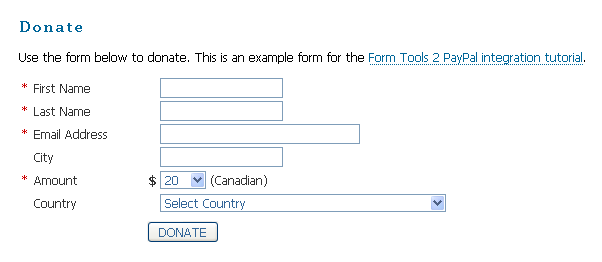 Donate
Use the form below to donate. This is an example form for the Form Tools 2 PayPal integration tutorial.
* First Name
* Last Name
* Email Address
City
* Amount $ 20 (Canadian)
Country Select Country
DONATE